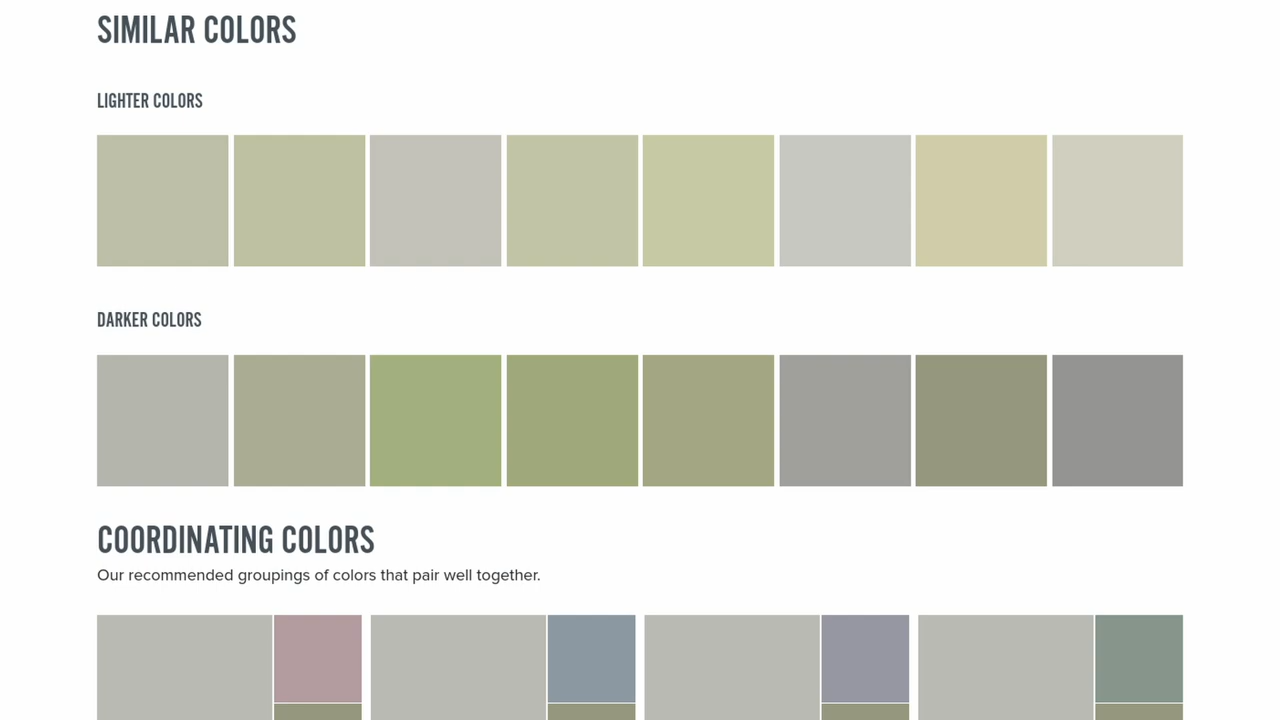 SIMILAR COLORS
LIGHTER COLORS
DARKER COLORS
COORDINATING COLORS
Our recommended groupings of colors that pair well together.